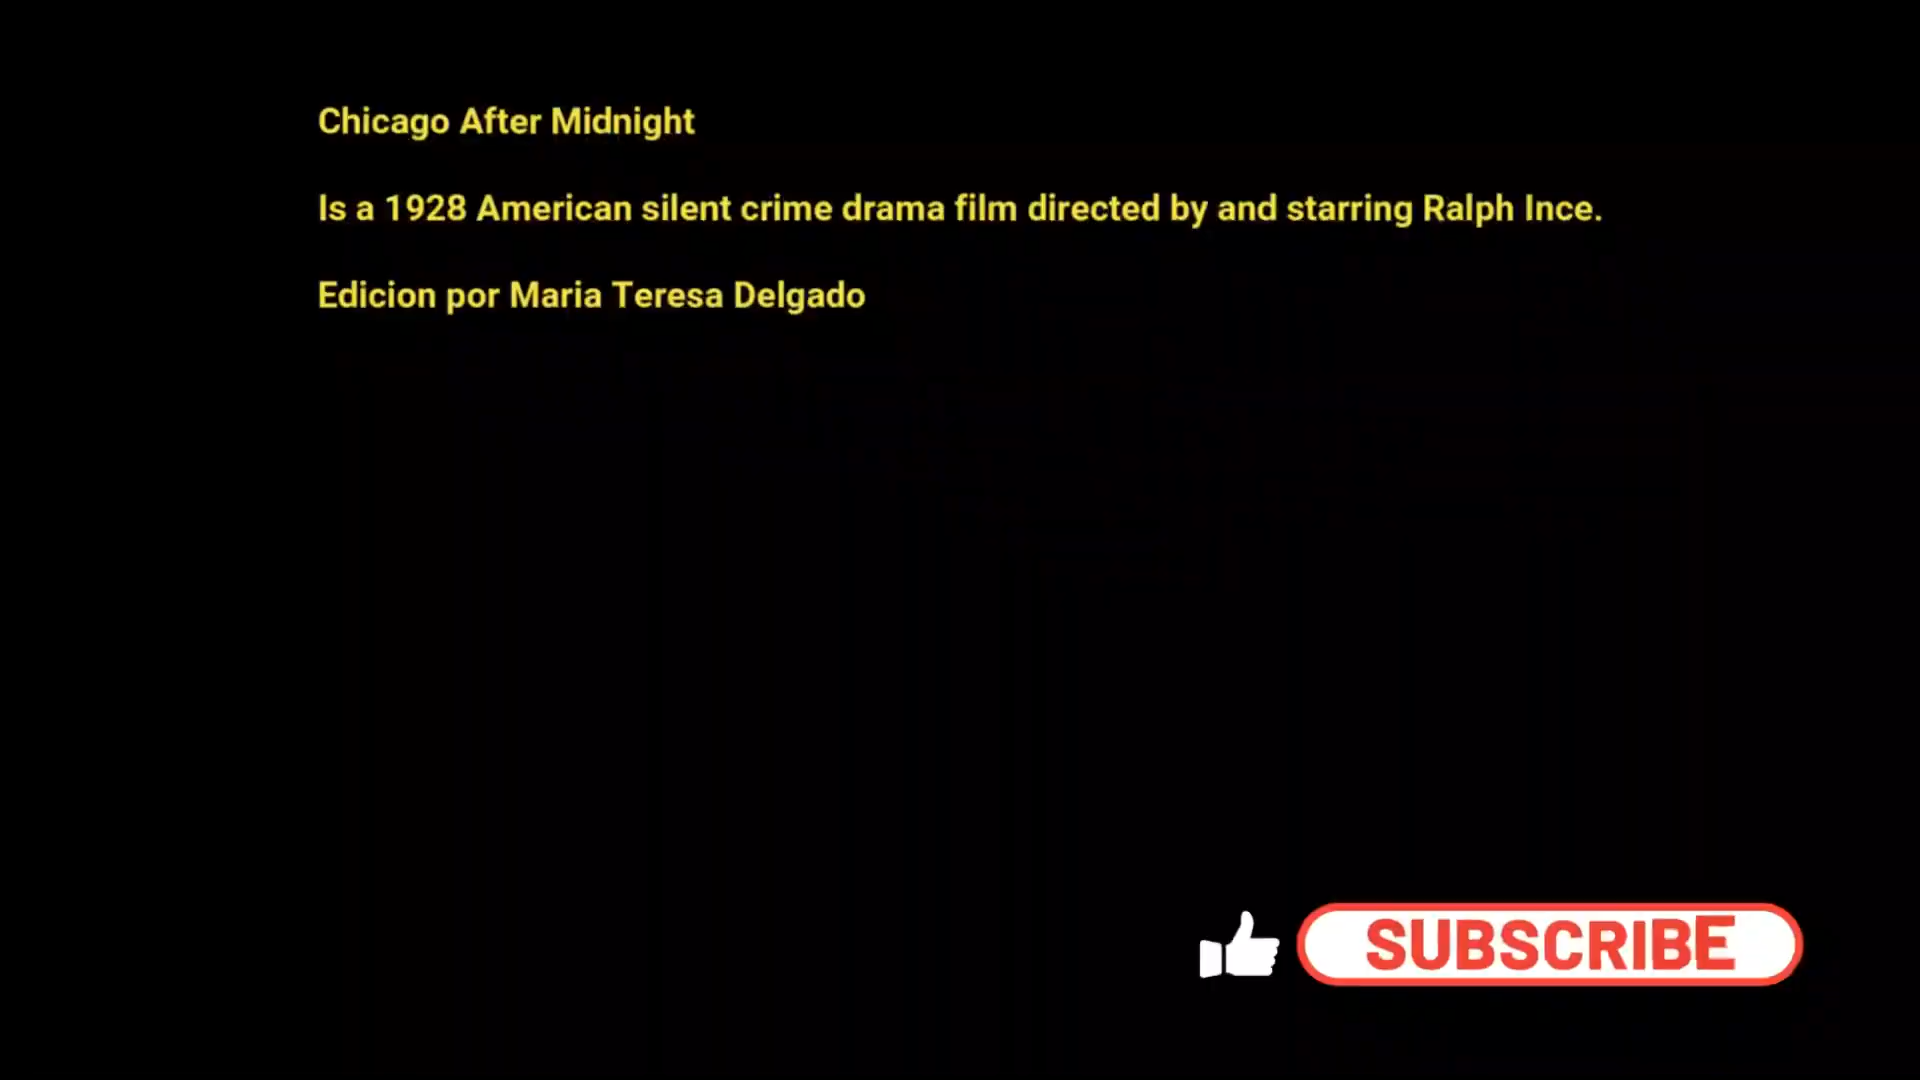 Chicago After Midnight
Is a 1928 American silent crime drama film directed by and starring Ralph Ince.
Edicion por Maria Teresa Delgado
SUBSCRIBE